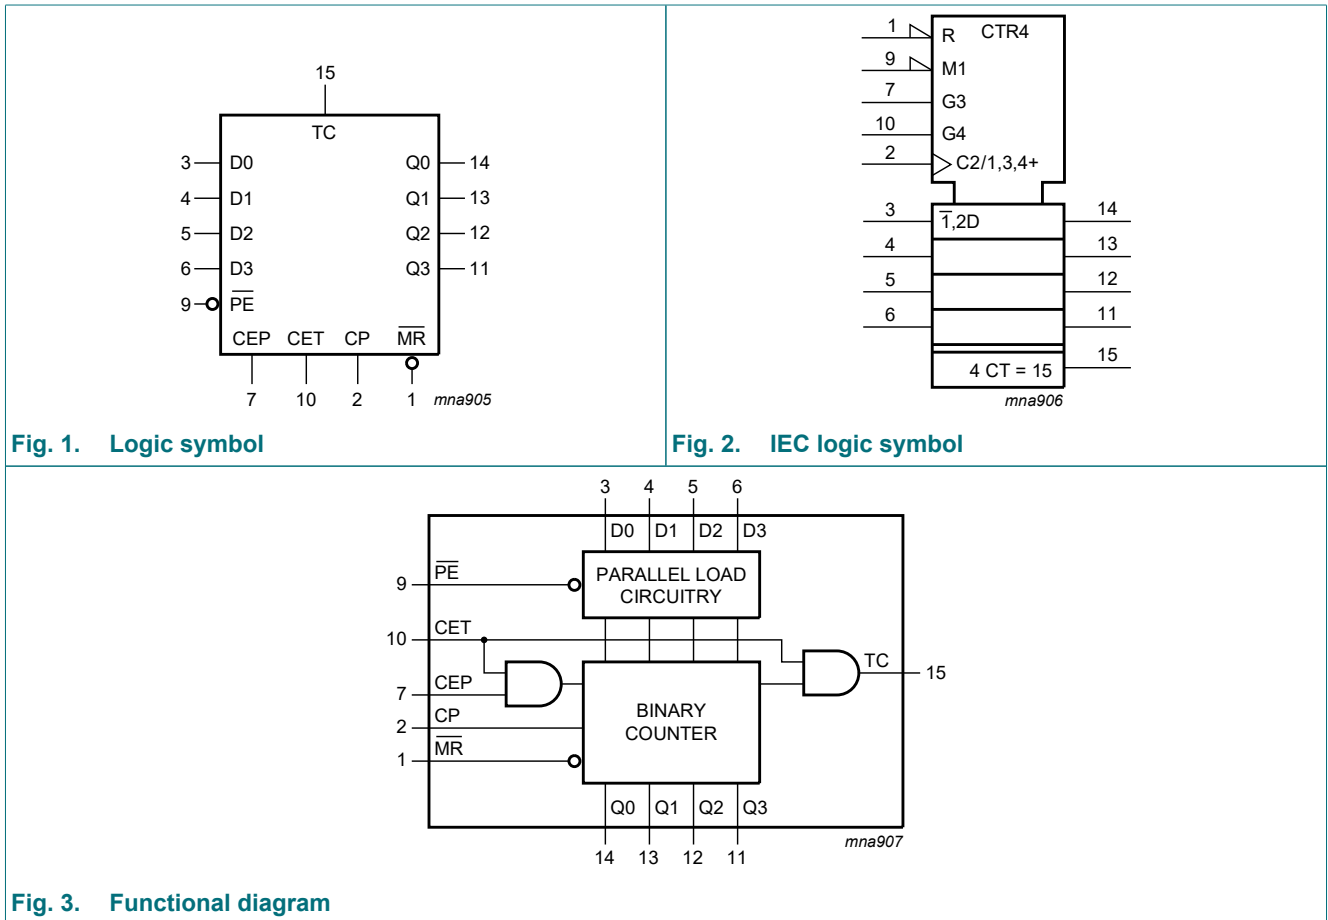 15
TC
3 D0 Q0 14
4 D1 Q1 13
5 D2 Q2 12
6 D3 Q3 11
9 P̅E̅
CEP CET CP M̅R̅
7 10 2 1 mna905
Fig. 1. Logic symbol
1 R CTR4
9 M1
7 G3
10 G4
2 C2/1,3,4+
3 1̅,2D 14
4 13
5 12
6 11
4 CT = 15 15
mna906
Fig. 2. IEC logic symbol
3 4 5 6
D0 D1 D2 D3
9 P̅E̅ PARALLEL LOAD
CIRCUITRY
10 CET
TC 15
7 CEP
2 CP BINARY
COUNTER
1 M̅R̅
Q0 Q1 Q2 Q3
mna907
14 13 12 11
Fig. 3. Functional diagram